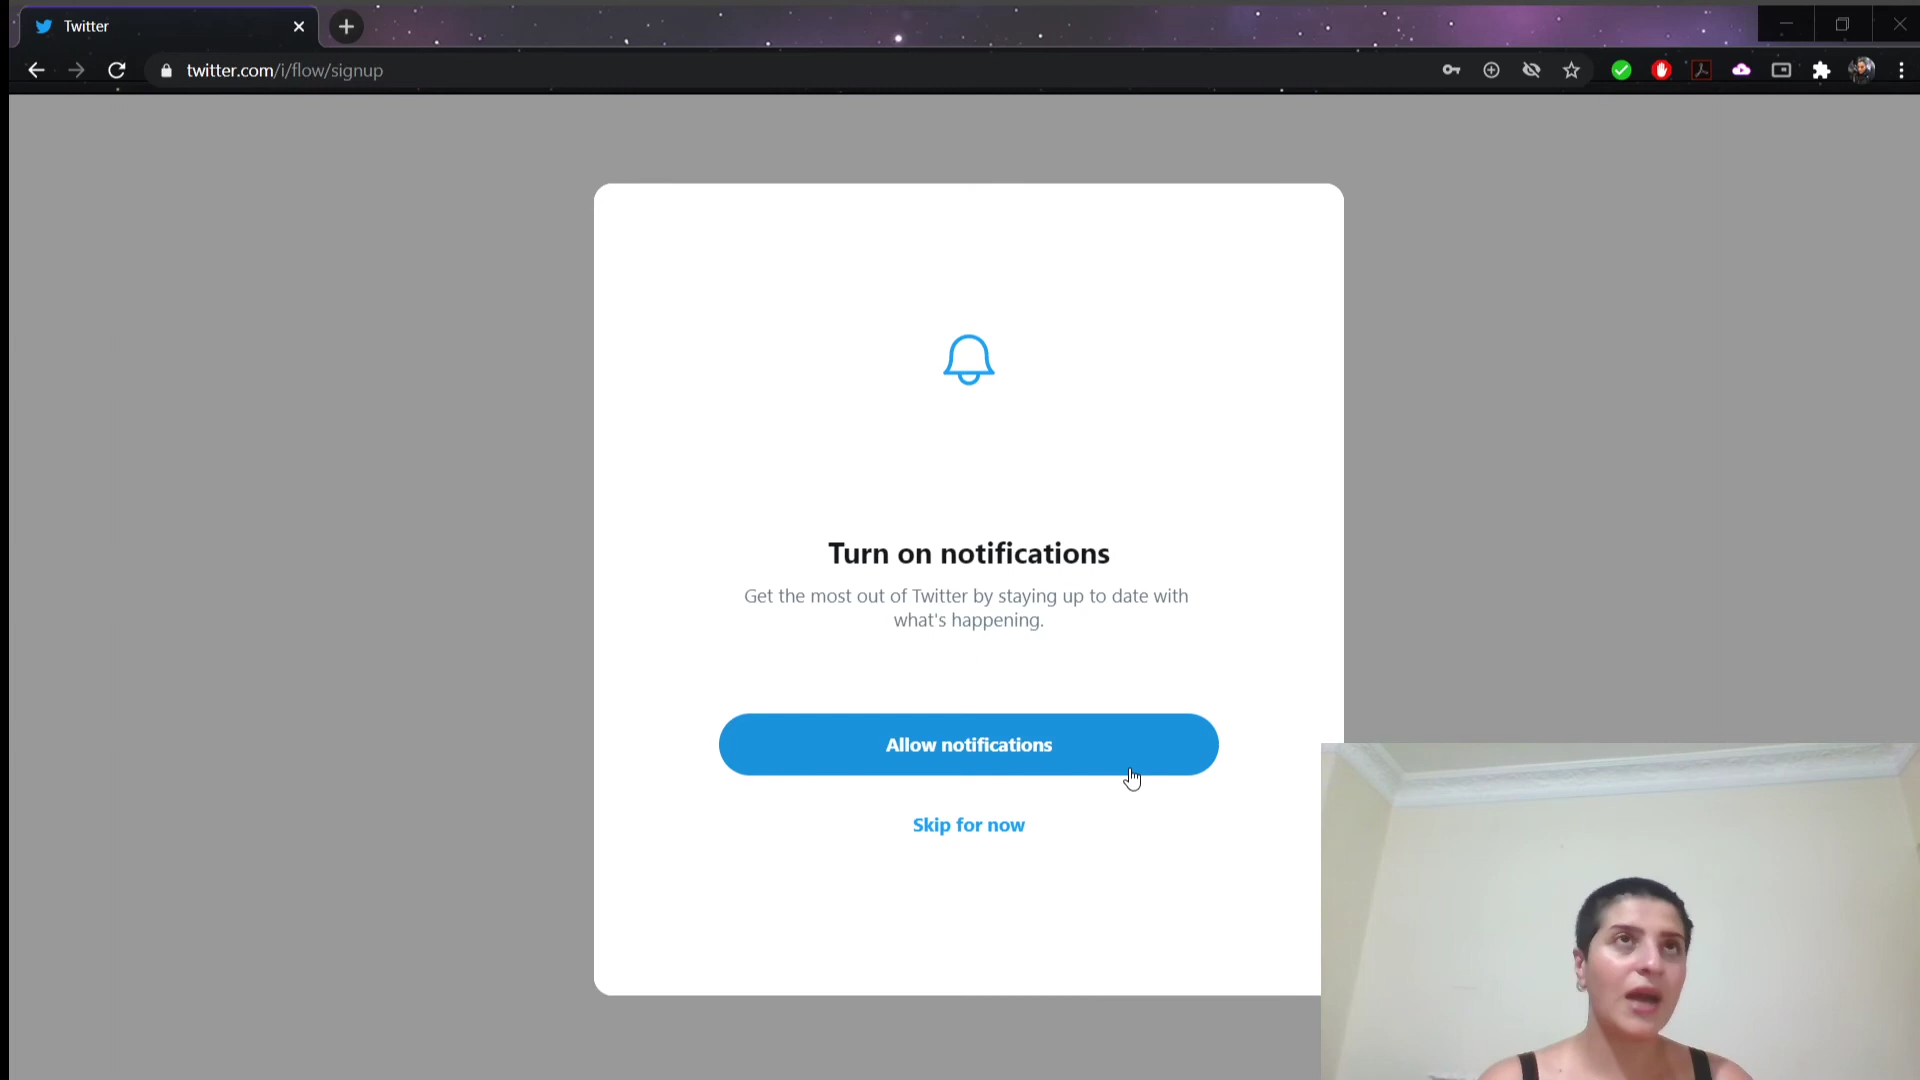 Twitter
twitter.com/i/flow/signup
Turn on notifications
Get the most out of Twitter by staying up to date with
what's happening.
Allow notifications
Skip for now